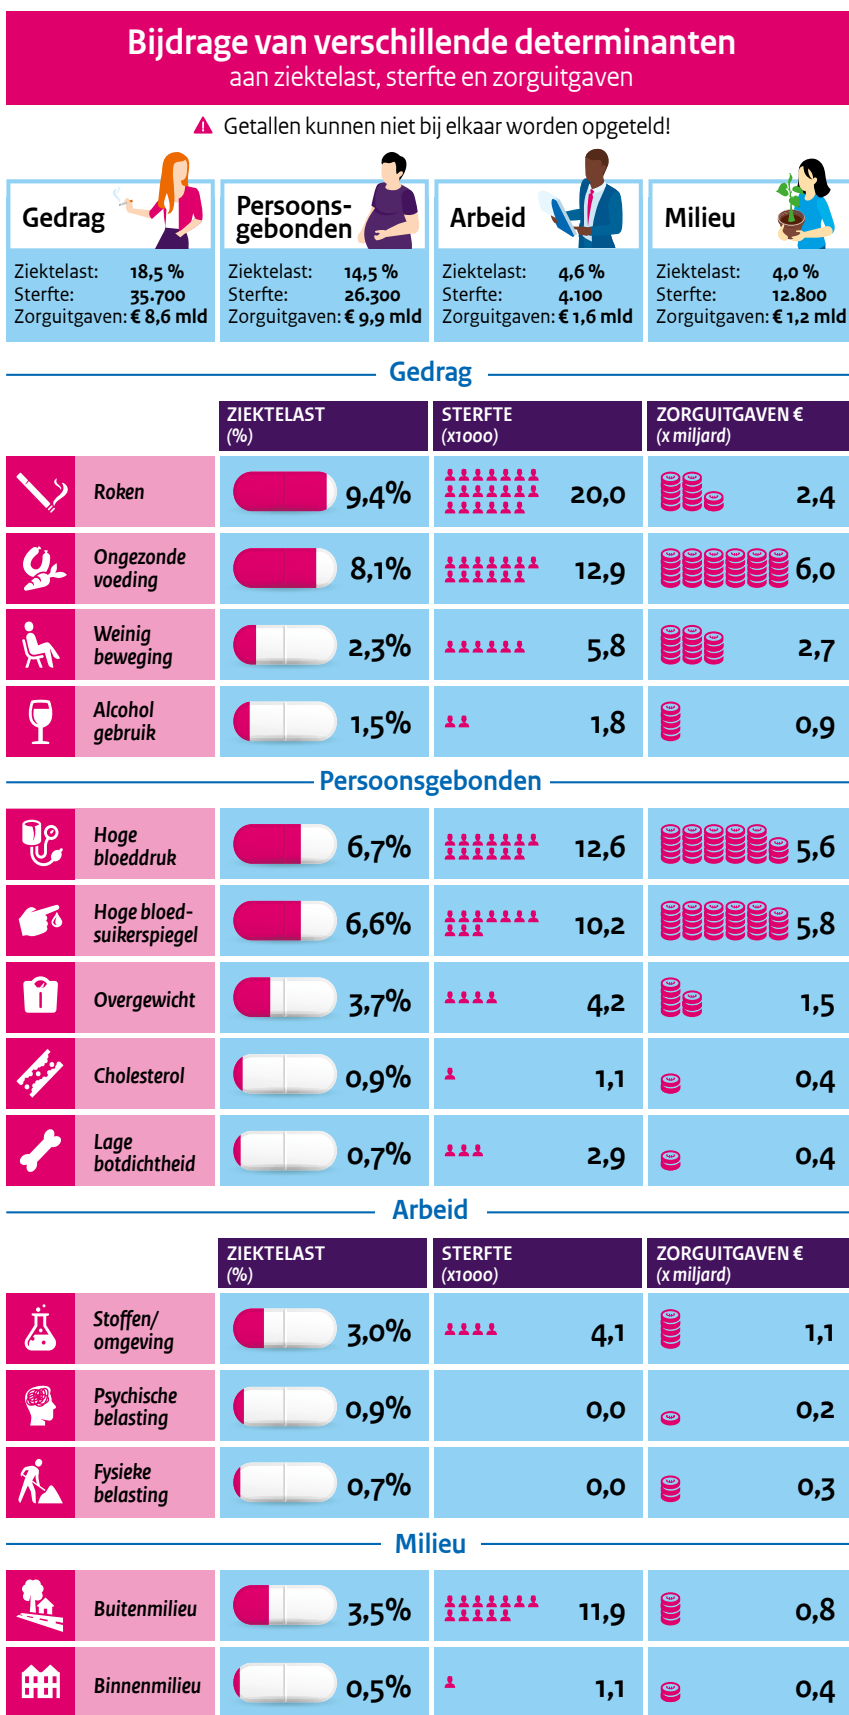 Bijdrage van verschillende determinanten
aan ziektelast, sterfte en zorguitgaven
Getallen kunnen niet bij elkaar worden opgeteld!
Gedrag
Ziektelast: 18,5 %
Sterfte: 35.700
Zorguitgaven: € 8,6 mld
Persoons-
gebonden
Ziektelast: 14,5 %
Sterfte: 26.300
Zorguitgaven: € 9,9 mld
Arbeid
Ziektelast: 4,6 %
Sterfte: 4.100
Zorguitgaven: € 1,6 mld
Milieu
Ziektelast: 4,0 %
Sterfte: 12.800
Zorguitgaven: € 1,2 mld
Gedrag
ZIEKTELAST
(%)
STERFTE
(x1000)
ZORGUITGAVEN €
(x miljard)
Roken 9,4% 20,0 2,4
Ongezonde
voeding 8,1% 12,9 6,0
Weinig
beweging 2,3% 5,8 2,7
Alcohol
gebruik 1,5% 1,8 0,9
Persoonsgebonden
Hoge
bloeddruk 6,7% 12,6 5,6
Hoge bloed-
suikerspiegel 6,6% 10,2 5,8
Overgewicht 3,7% 4,2 1,5
Cholesterol 0,9% 1,1 0,4
Lage
botdichtheid 0,7% 2,9 0,4
Arbeid
ZIEKTELAST
(%)
STERFTE
(x1000)
ZORGUITGAVEN €
(x miljard)
Stoffen/
omgeving 3,0% 4,1 1,1
Psychische
belasting 0,9% 0,0 0,2
Fysieke
belasting 0,7% 0,0 0,3
Milieu
Buitenmilieu 3,5% 11,9 0,8
Binnenmilieu 0,5% 1,1 0,4